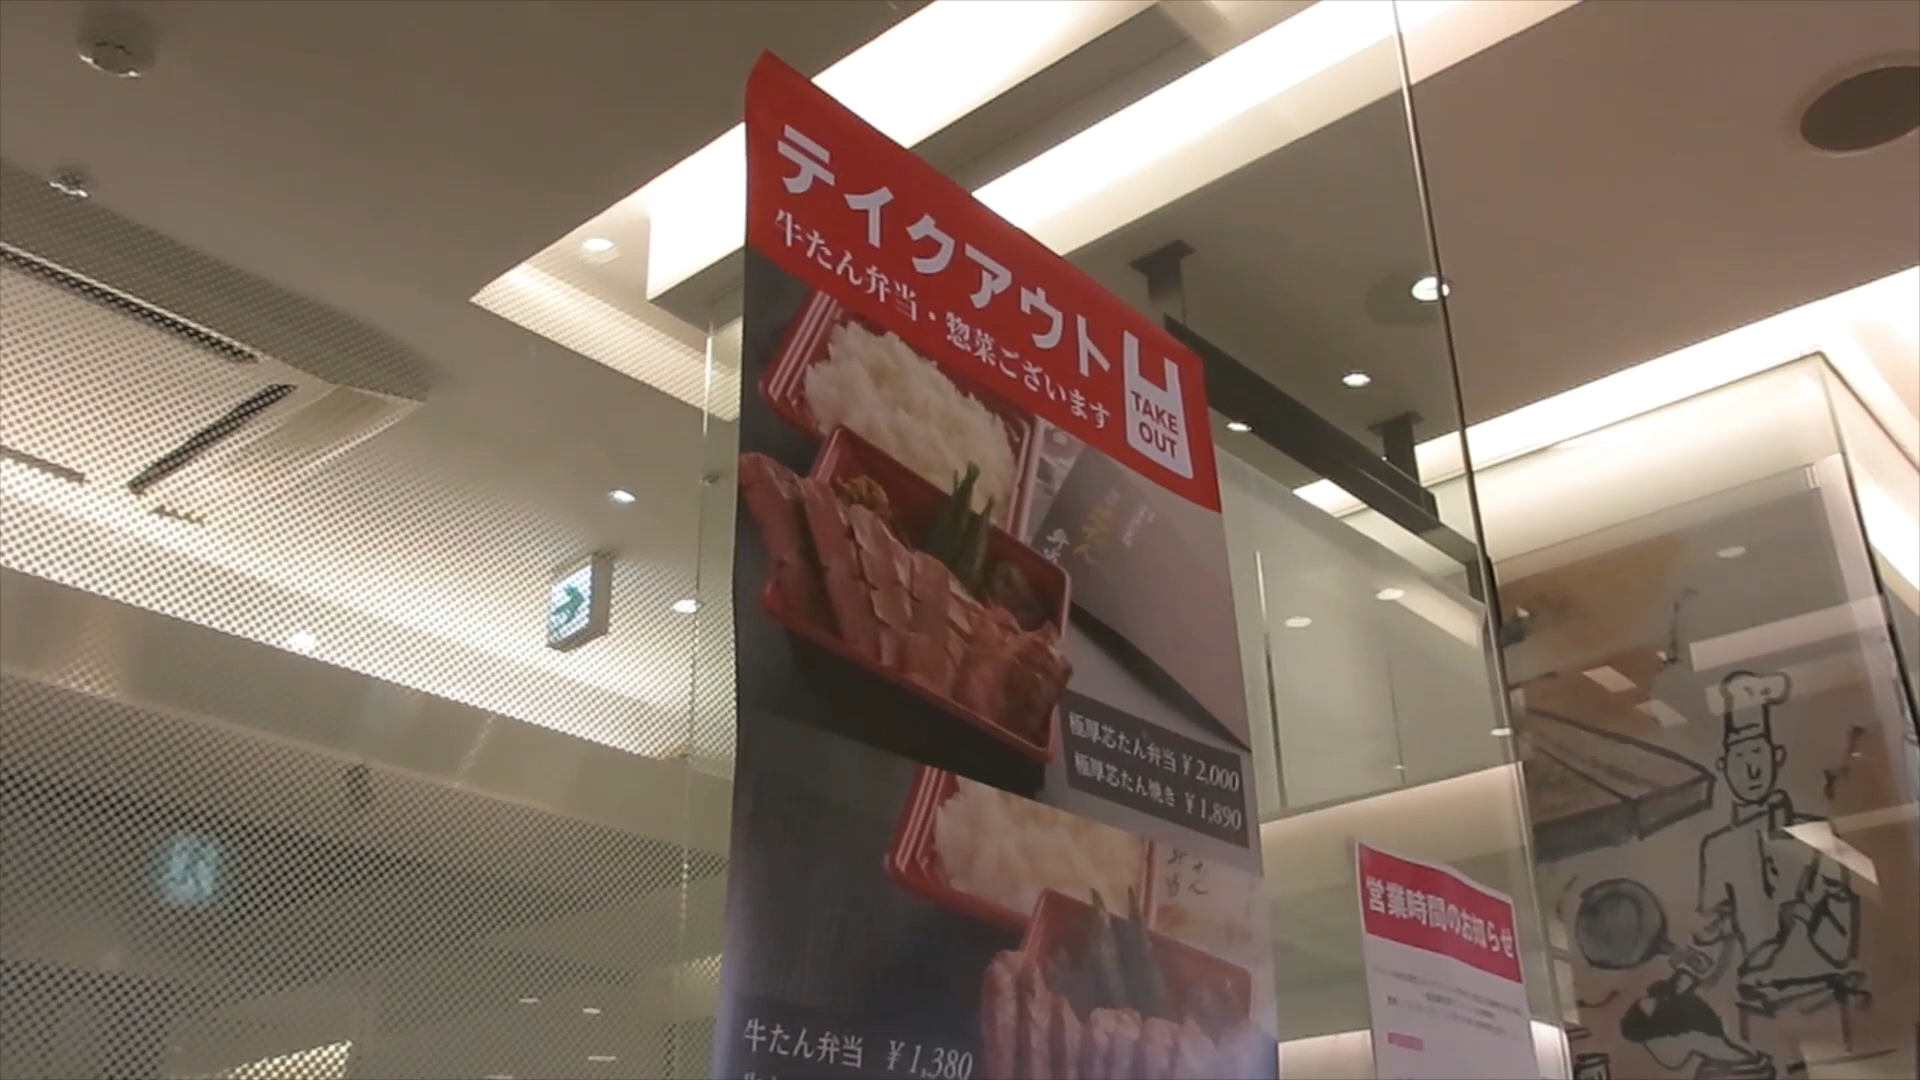 テイクアウト
TAKE
OUT
牛たん弁当・惣菜ございます
極厚芯たん弁当 ¥2,000
極厚芯たん焼き ¥1,890
牛たん弁当 ¥1,380
営業時間のお知らせ